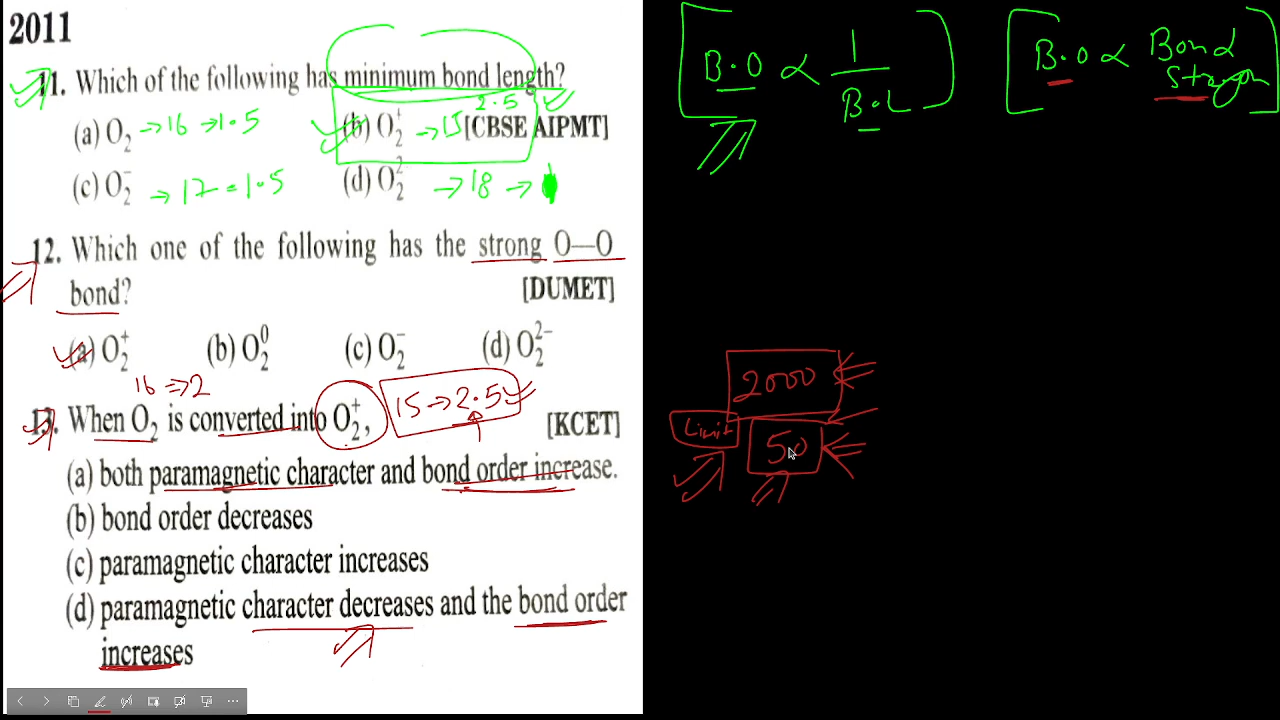 2011
11. Which of the following has minimum bond length?
[CBSE AIPMT]
(a) O₂ → 16 → 1.5
(b) O₂⁺ → 15 2.5
(c) O₂⁻ → 17 = 1.5
(d) O₂²⁻ → 18 →
12. Which one of the following has the strong O—O
bond? [DUMET]
(a) O₂⁺ (b) O₂⁰ (c) O₂⁻ (d) O₂²⁻
16 ⇒ 2
15 → 2.5
13. When O₂ is converted into O₂⁺, [KCET]
(a) both paramagnetic character and bond order increase.
(b) bond order decreases
(c) paramagnetic character increases
(d) paramagnetic character decreases and the bond order
increases
B.O ∝ 1/B.L
B.O ∝ Bond
2000
Limit
50